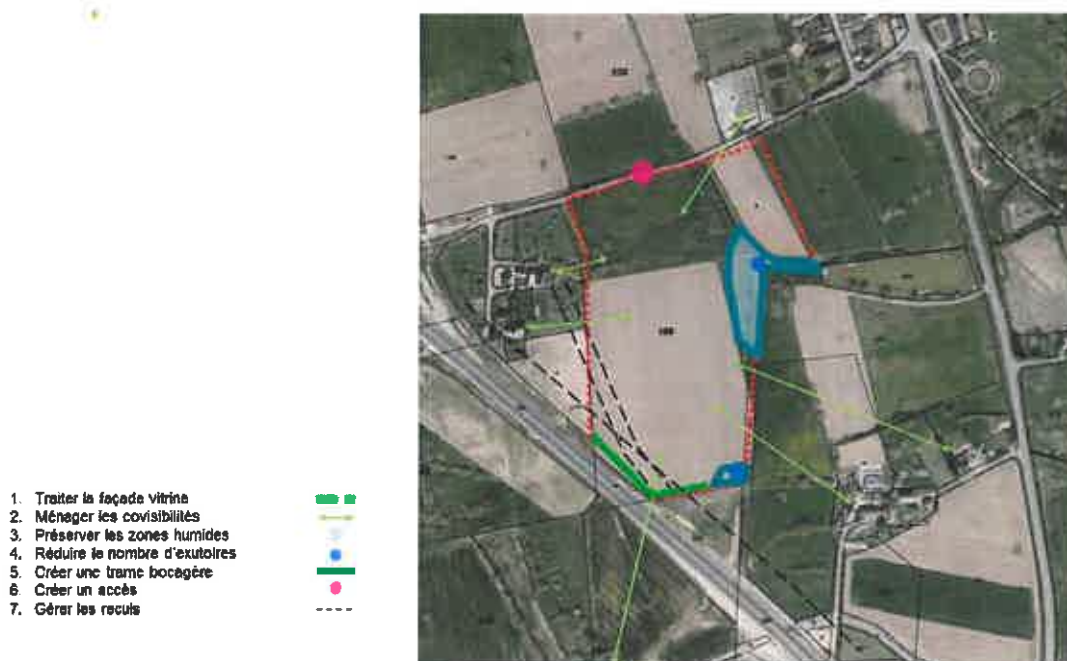 1. Traiter la façade vitrine
2. Ménager les covisibilités
3. Préserver les zones humides
4. Réduire le nombre d'exutoires
5. Créer une trame bocagère
6. Créer un accès
7. Gérer les reculs